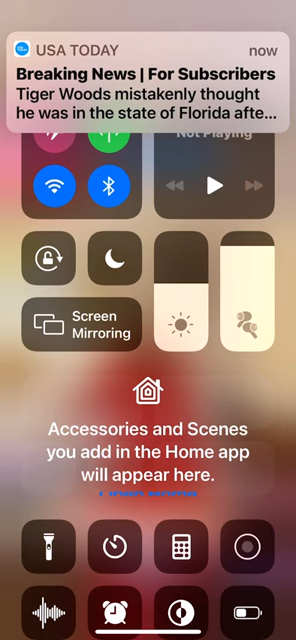 USA TODAY
now
Breaking News | For Subscribers
Tiger Woods mistakenly thought
he was in the state of Florida afte...
Not Playing
Screen
Mirroring
Accessories and Scenes
you add in the Home app
will appear here.